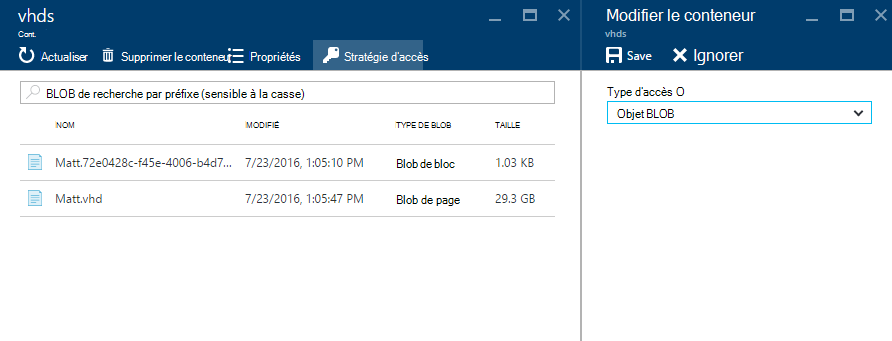 vhds
Cont.
Actualiser Supprimer le conteneur Propriétés Stratégie d'accès
BLOB de recherche par préfixe (sensible à la casse)
NOM MODIFIÉ TYPE DE BLOB TAILLE
Matt.72e0428c-f45e-4006-b4d7... 7/23/2016, 1:05:10 PM Blob de bloc 1.03 KB
Matt.vhd 7/23/2016, 1:05:47 PM Blob de page 29.3 GB
Modifier le conteneur
vhds
Save Ignorer
Type d'accès O
Objet BLOB